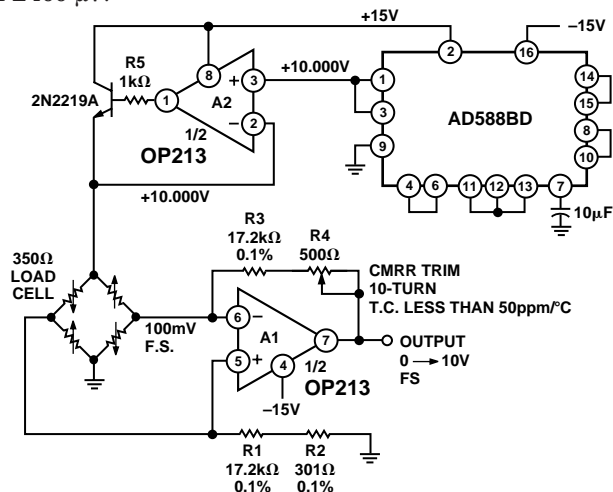 +15V
–15V
R5
1kΩ
2N2219A
8
1
+ 3
A2
– 2
1/2
OP213
+10.000V
+10.000V
2
16
1
3
9
14
15
8
10
AD588BD
4
6
11
12
13
7
10μF
350Ω
LOAD
CELL
100mV
F.S.
R3
17.2kΩ
0.1%
R4
500Ω
CMRR TRIM
10-TURN
T.C. LESS THAN 50ppm/°C
6 –
A1
5 +
7
4
1/2
OP213
–15V
OUTPUT
0 → 10V
FS
R1
17.2kΩ
0.1%
R2
301Ω
0.1%